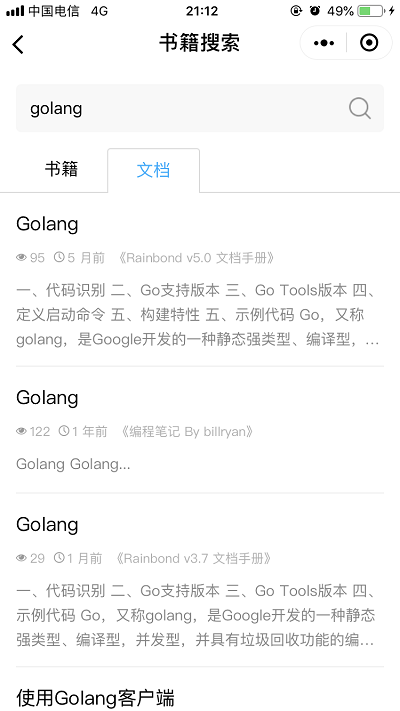 中国电信 4G 21:12 49%
书籍搜索
golang
书籍 文档
Golang
95 5 月前 《Rainbond v5.0 文档手册》
一、代码识别 二、Go支持版本 三、Go Tools版本 四、
定义启动命令 五、构建特性 五、示例代码 Go，又称
golang，是Google开发的一种静态强类型、编译型，...
Golang
122 1 年前 《编程笔记 By billryan》
Golang Golang...
Golang
29 1 月前 《Rainbond v3.7 文档手册》
一、代码识别 二、Go支持版本 三、Go Tools版本 四、
示例代码 Go，又称golang，是Google开发的一种静态
强类型、编译型，并发型，并具有垃圾回收功能的编...
使用Golang客户端